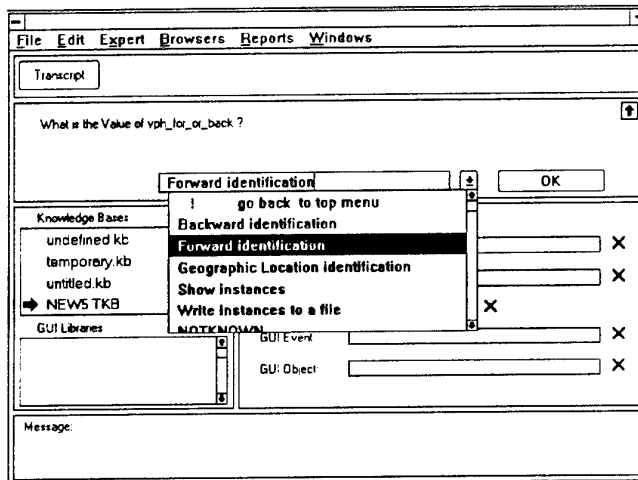 File Edit Expert Browsers Reports Windows
Transcript
What is the Value of vph_for_or_back ?
Forward identification
OK
! go back to top menu
Backward identification
Forward identification
Geographic Location identification
Show instances
Write instances to a file
NOTKNOWN
Knowledge Bases
undefined.kb
temporary.kb
untitled.kb
NEW5.TKB
GUI Libraries
GUI Event
GUI Object:
Message: